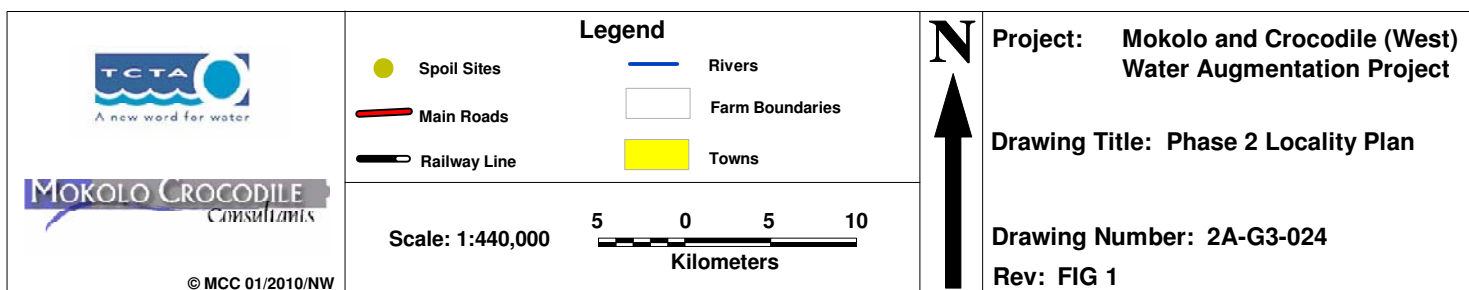 TCTA
A new word for water
MOKOLO CROCODILE
Consultants
© MCC 01/2010/NW
Legend
Spoil Sites
Main Roads
Railway Line
Rivers
Farm Boundaries
Towns
Scale: 1:440,000
5 0 5 10
Kilometers
N
Project: Mokolo and Crocodile (West)
Water Augmentation Project
Drawing Title: Phase 2 Locality Plan
Drawing Number: 2A-G3-024
Rev: FIG 1